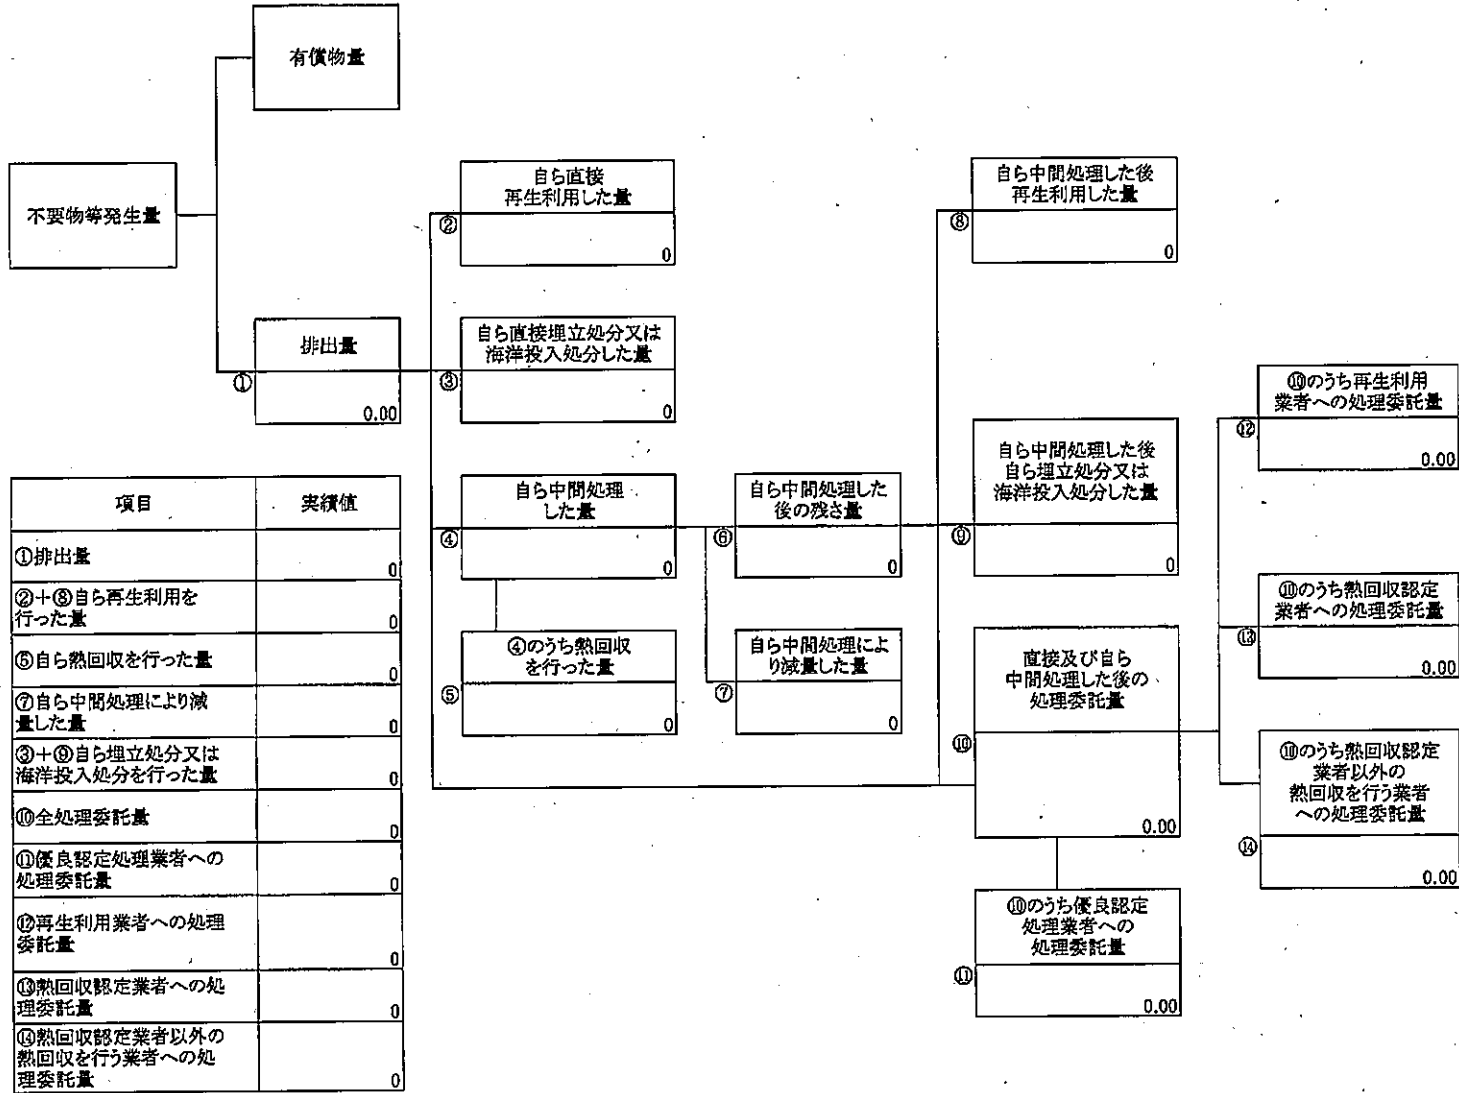 有償物量
不要物等発生量
排出量
①
0.00
自ら直接
再生利用した量
②
0
自ら直接埋立処分又は
海洋投入処分した量
③
0
自ら中間処理
した量
④
0
④のうち熱回収
を行った量
⑤
0
自ら中間処理した
後の残さ量
⑥
0
自ら中間処理によ
り減量した量
⑦
0
自ら中間処理した後
再生利用した量
⑧
0
自ら中間処理した後
自ら埋立処分又は
海洋投入処分した量
⑨
0
直接及び自ら
中間処理した後の
処理委託量
⑩
0.00
⑩のうち優良認定
処理業者への
処理委託量
⑪
0.00
⑩のうち再生利用
業者への処理委託量
⑫
0.00
⑩のうち熱回収認定
業者への処理委託量
⑬
0.00
⑩のうち熱回収認定
業者以外の
熱回収を行う業者
への処理委託量
⑭
0.00
項目 実績値
①排出量 0
②+⑧自ら再生利用を
行った量 0
⑤自ら熱回収を行った量 0
⑦自ら中間処理により減
量した量 0
③+⑨自ら埋立処分又は
海洋投入処分を行った量 0
⑩全処理委託量 0
⑪優良認定処理業者への
処理委託量 0
⑫再生利用業者への処理
委託量 0
⑬熱回収認定業者への処
理委託量 0
⑭熱回収認定業者以外の
熱回収を行う業者への処
理委託量 0